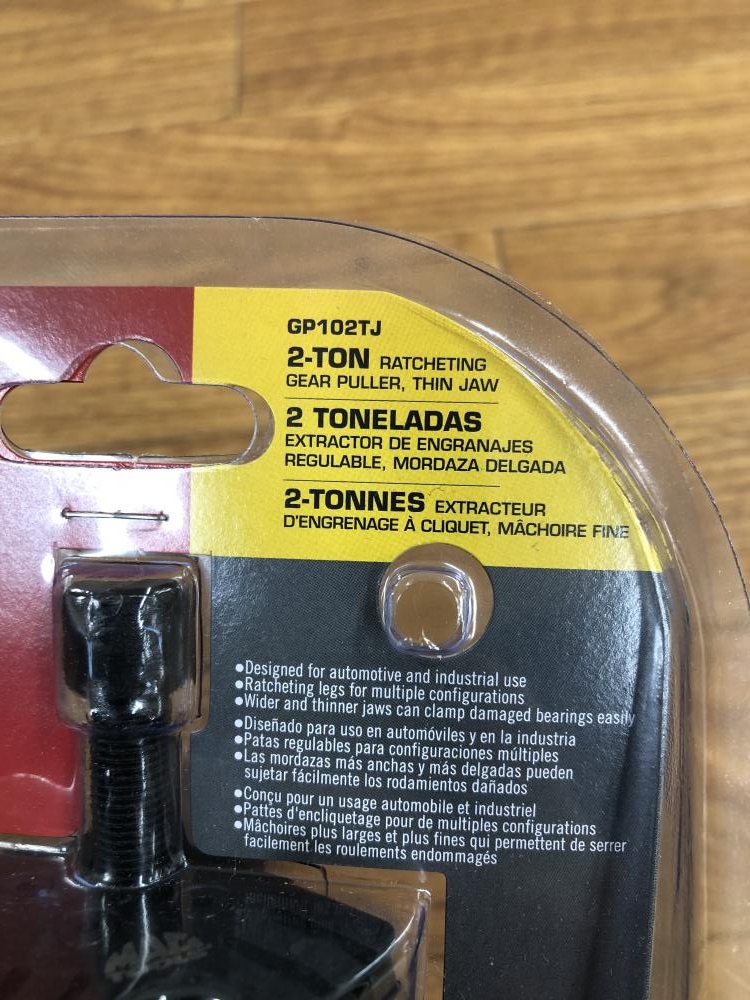 GP102TJ
2-TON RATCHETING
GEAR PULLER, THIN JAW
2 TONELADAS
EXTRACTOR DE ENGRANAJES
REGULABLE, MORDAZA DELGADA
2-TONNES EXTRACTEUR
D'ENGRENAGE À CLIQUET, MÂCHOIRE FINE
●Designed for automotive and industrial use
●Ratcheting legs for multiple configurations
●Wider and thinner jaws can clamp damaged bearings easily
●Diseñado para uso en automóviles y en la industria
●Patas regulables para configuraciones múltiples
●Las mordazas más anchas y más delgadas pueden
sujetar fácilmente los rodamientos dañados
●Conçu pour un usage automobile et industriel
●Pattes d'encliquetage pour de multiples configurations
●Mâchoires plus larges et plus fines qui permettent de serrer
facilement les roulements endommagés
MAC